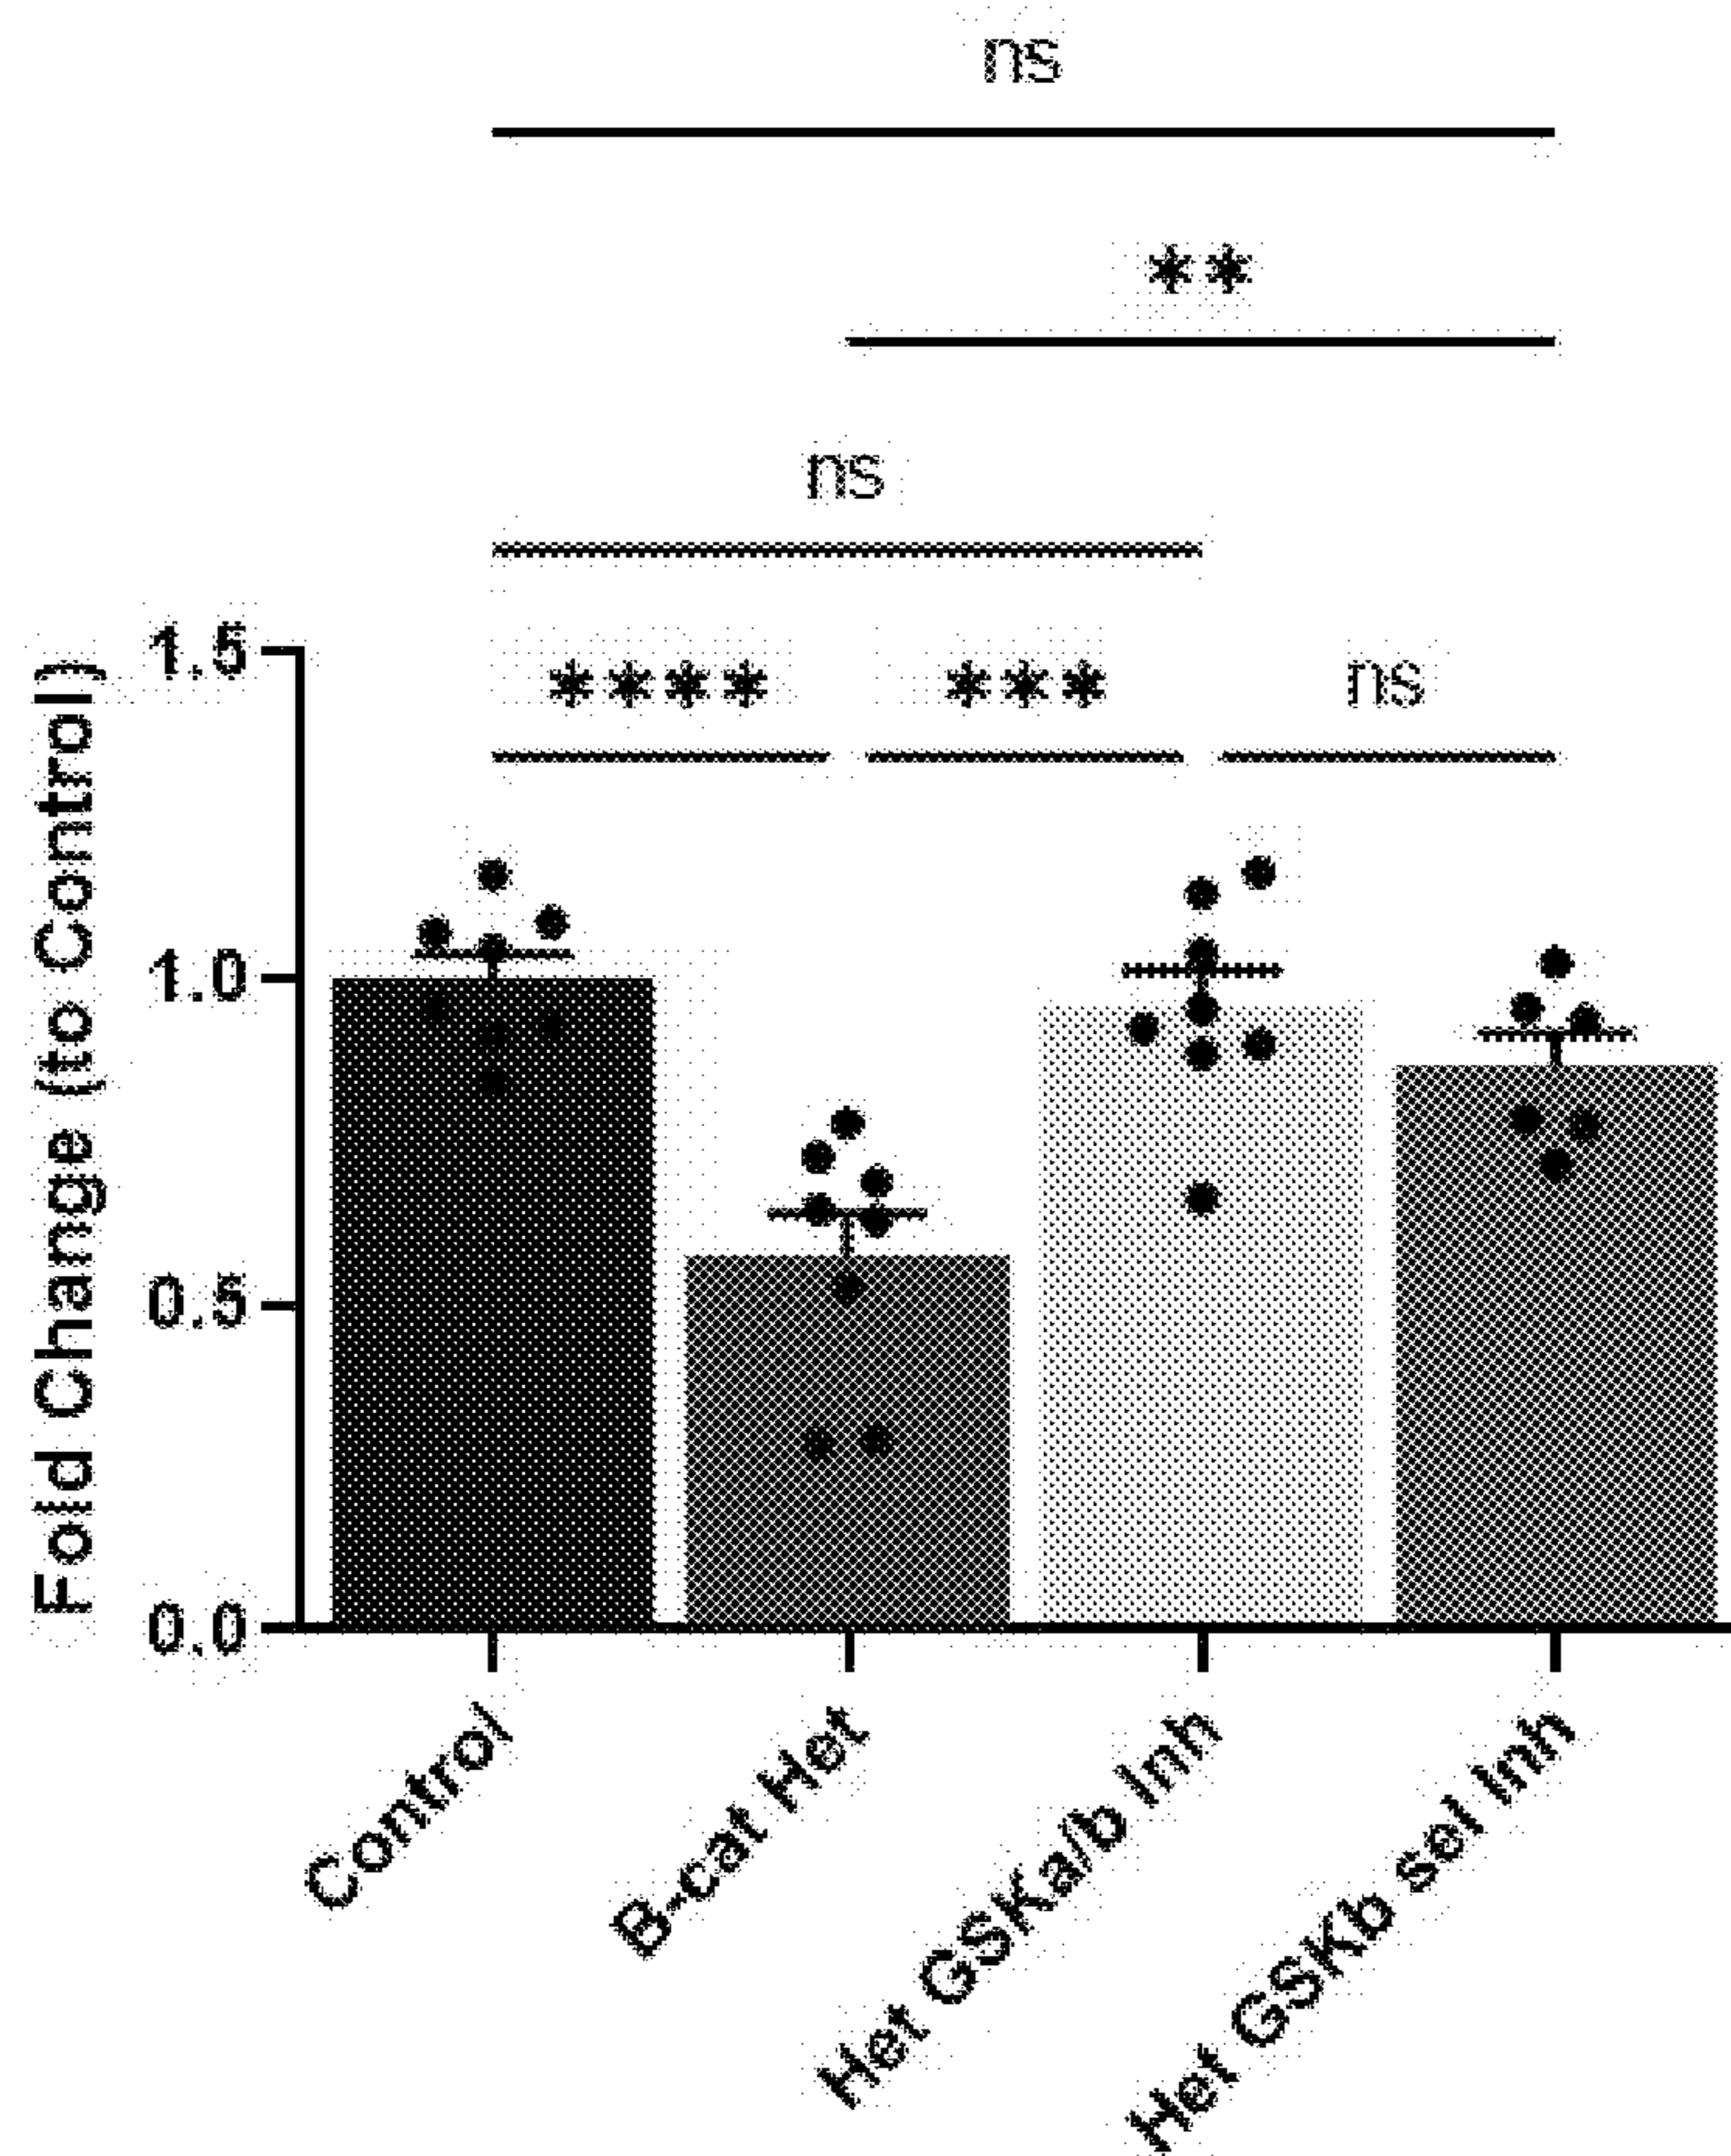 ns
**
ns
**** *** ns
Fold Change (to Control)
1.5
1.0
0.5
0.0
Control
B-cat Het
Het GSKa/b Inh
Het GSKb sel Inh